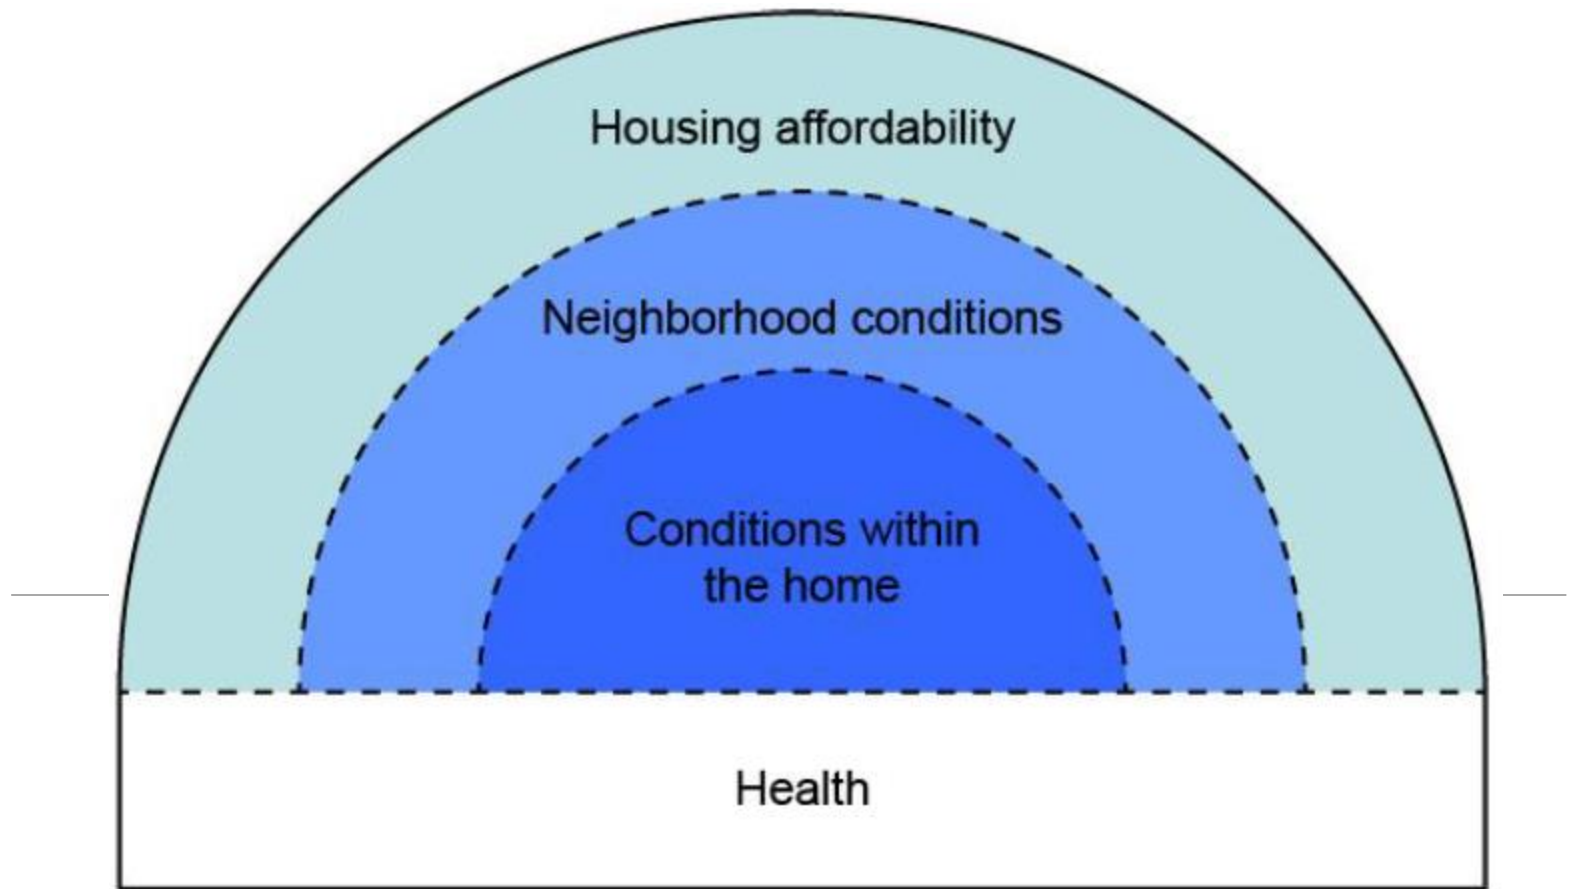 Housing affordability
Neighborhood conditions
Conditions within
the home
Health